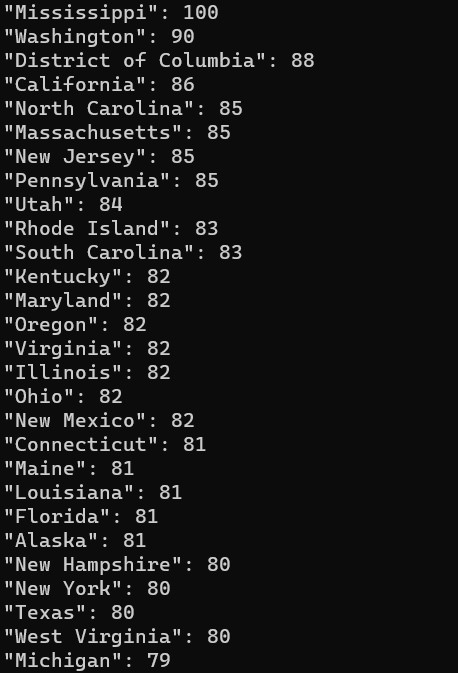 "Mississippi": 100
"Washington": 90
"District of Columbia": 88
"California": 86
"North Carolina": 85
"Massachusetts": 85
"New Jersey": 85
"Pennsylvania": 85
"Utah": 84
"Rhode Island": 83
"South Carolina": 83
"Kentucky": 82
"Maryland": 82
"Oregon": 82
"Virginia": 82
"Illinois": 82
"Ohio": 82
"New Mexico": 82
"Connecticut": 81
"Maine": 81
"Louisiana": 81
"Florida": 81
"Alaska": 81
"New Hampshire": 80
"New York": 80
"Texas": 80
"West Virginia": 80
"Michigan": 79